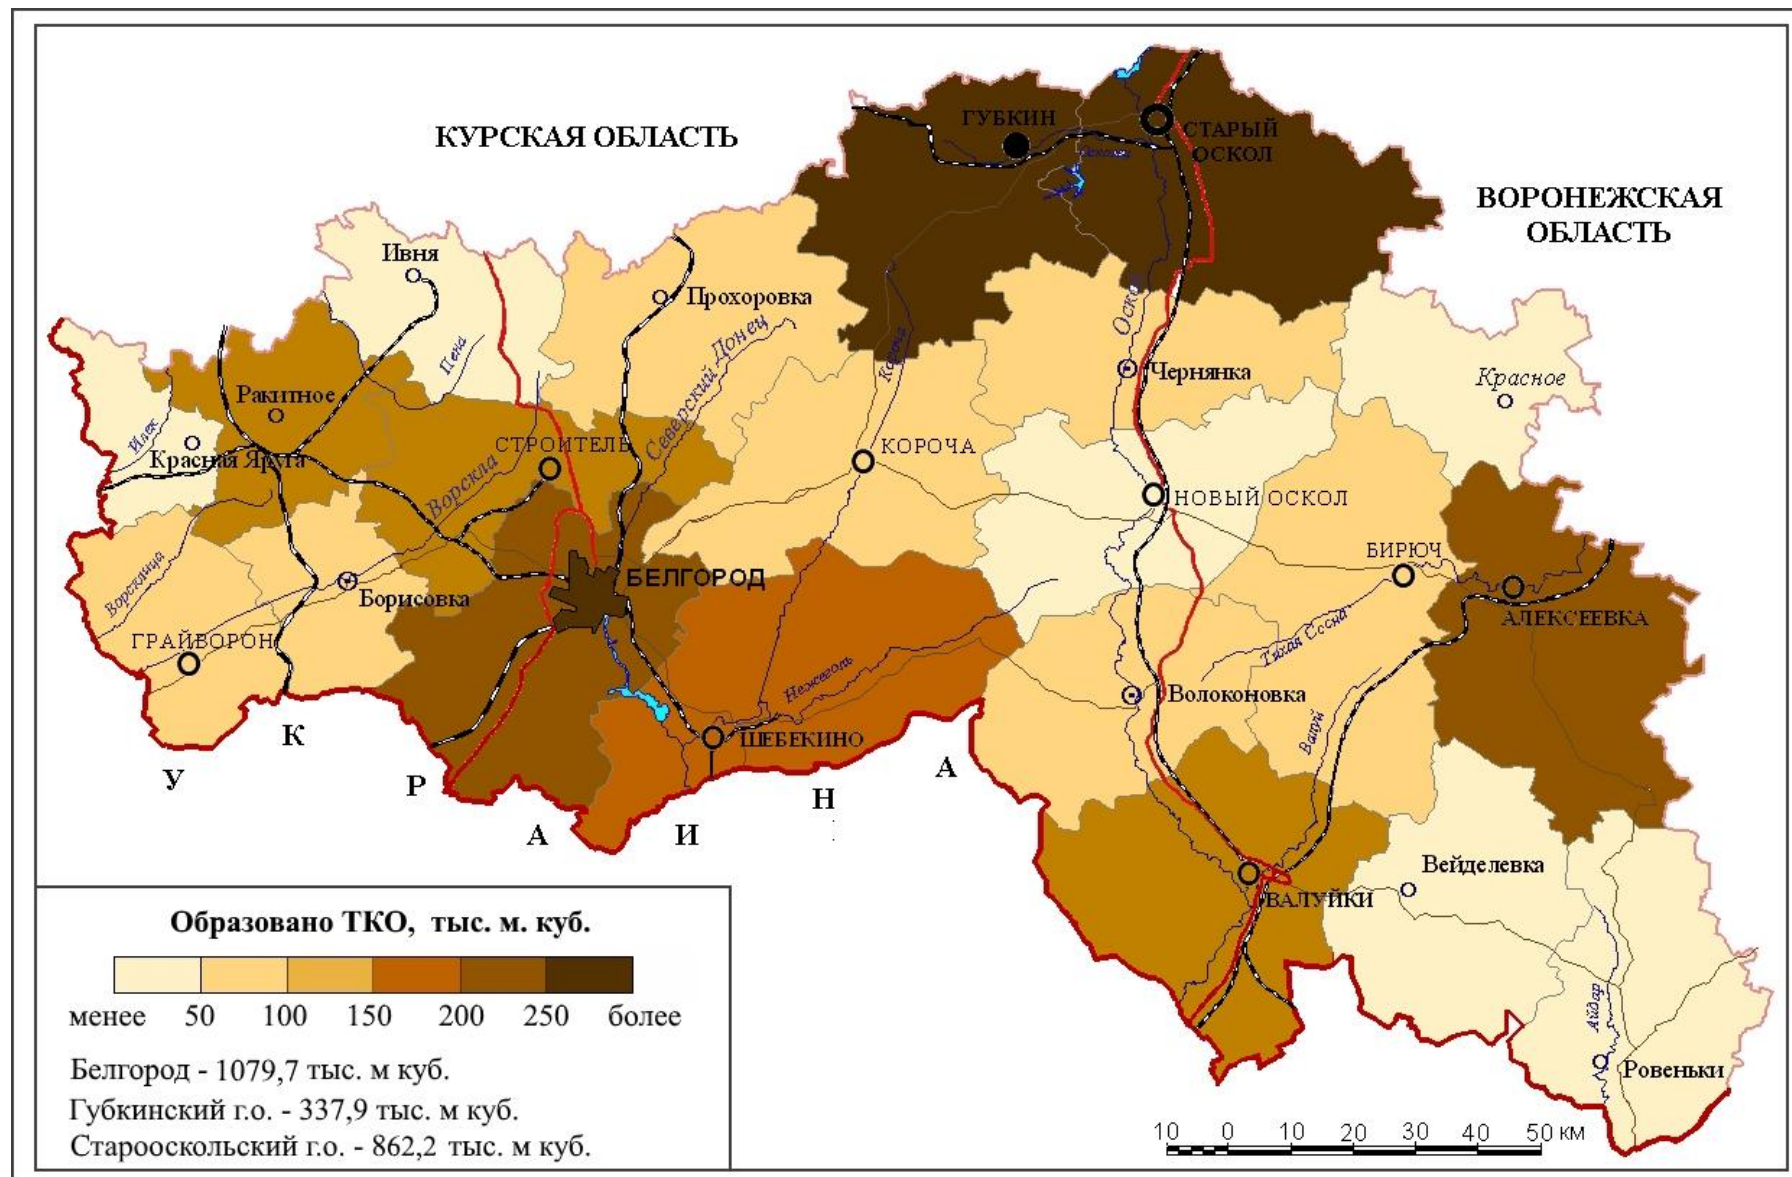 КУРСКАЯ ОБЛАСТЬ
ВОРОНЕЖСКАЯ
ОБЛАСТЬ
ГУБКИН
СТАРЫЙ
ОСКОЛ
Осколец
Ивня
Прохоровка
Северский Донец
Пена
Короча
Оскол
Чернянка
Красное
Ракитное
Илек
Красная Яруга
СТРОИТЕЛЬ
Ворскла
КОРОЧА
НОВЫЙ ОСКОЛ
БИРЮЧ
АЛЕКСЕЕВКА
Ворсклица
Борисовка
БЕЛГОРОД
ГРАЙВОРОН
Нежеголь
Тихая Сосна
Волоконовка
Валуй
ШЕБЕКИНО
У К Р А И Н А
Вейделевка
ВАЛУЙКИ
Айдар
Ровеньки
Образовано ТКО, тыс. м. куб.
менее 50 100 150 200 250 более
Белгород - 1079,7 тыс. м куб.
Губкинский г.о. - 337,9 тыс. м куб.
Старооскольский г.о. - 862,2 тыс. м куб.
10 0 10 20 30 40 50 км